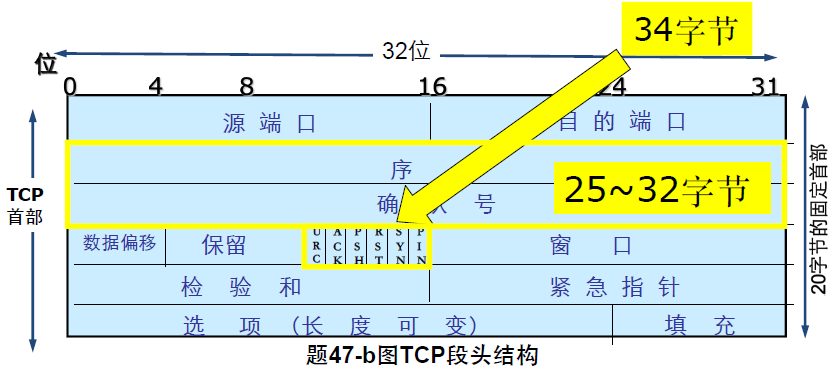 34字节
32位
位
0 4 8 16 24 31
源 端 口 目 的 端 口
序
25~32字节
确 认 号
TCP
首部
20字节的固定首部
数据偏移 保留 URC ACK PSH RST SYN PIN 窗 口
检 验 和 紧 急 指 针
选 项 (长 度 可 变) 填 充
题47-b图TCP段头结构